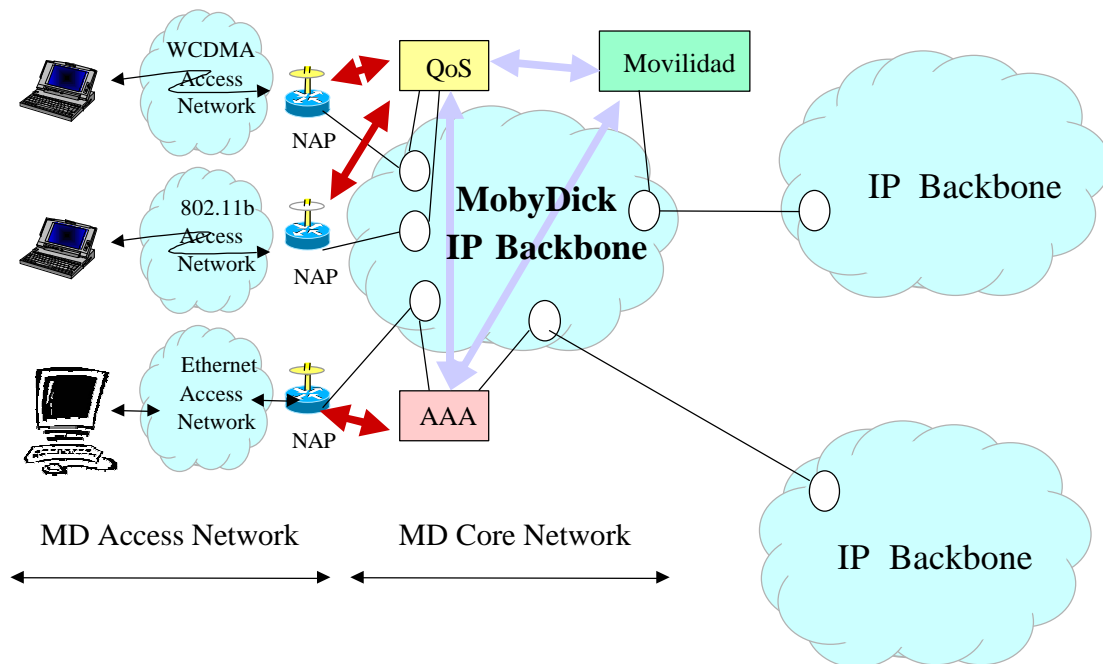 WCDMA
Access
Network
NAP
QoS
Movilidad
802.11b
Access
Network
NAP
MobyDick
IP Backbone
IP Backbone
Ethernet
Access
Network
NAP
AAA
MD Access Network
MD Core Network
IP Backbone